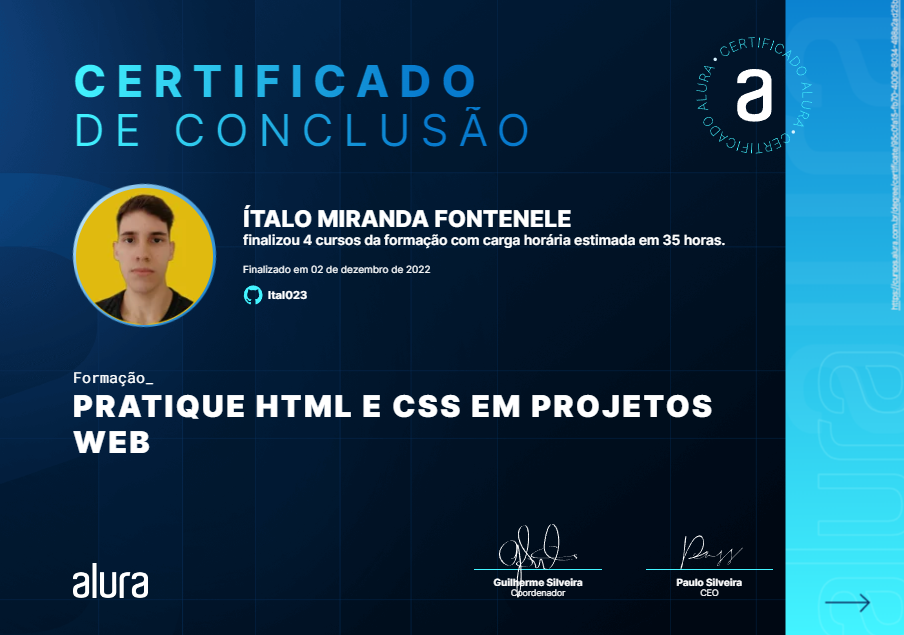 CERTIFICADO
DE CONCLUSÃO
CERTIFICADO ALURA • CERTIFICADO ALURA •
a
ÍTALO MIRANDA FONTENELE
finalizou 4 cursos da formação com carga horária estimada em 35 horas.
Finalizado em 02 de dezembro de 2022
Ital023
Formação_
PRATIQUE HTML E CSS EM PROJETOS
WEB
alura
Guilherme Silveira
Coordenador
Paulo Silveira
CEO
alura